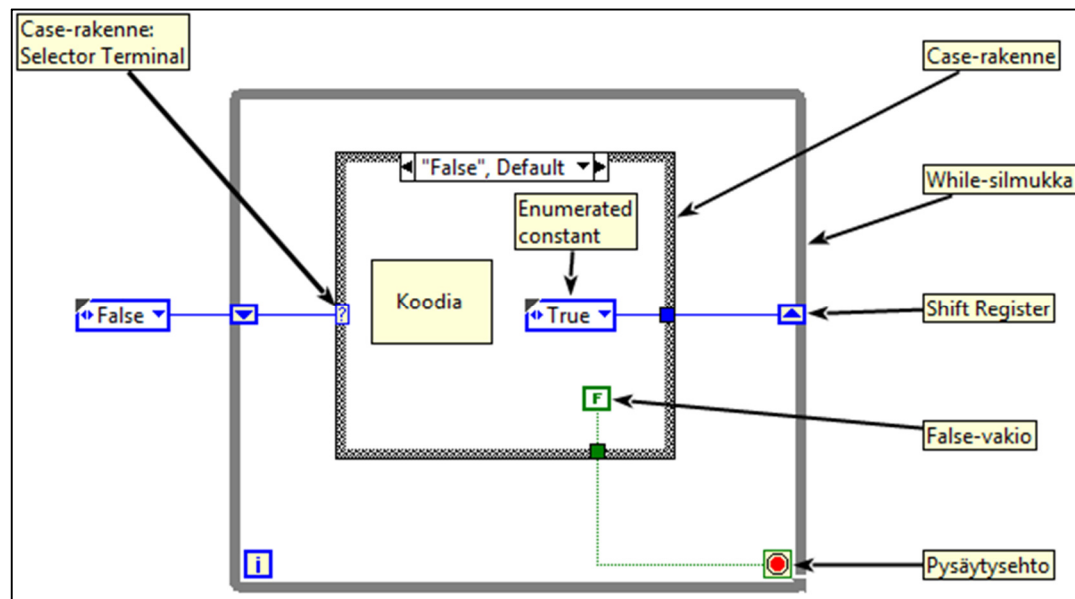 Case-rakenne:
Selector Terminal
Case-rakenne
"False", Default
While-silmukka
Enumerated
constant
Koodia
False
?
True
Shift Register
F
False-vakio
i
Pysäytysehto